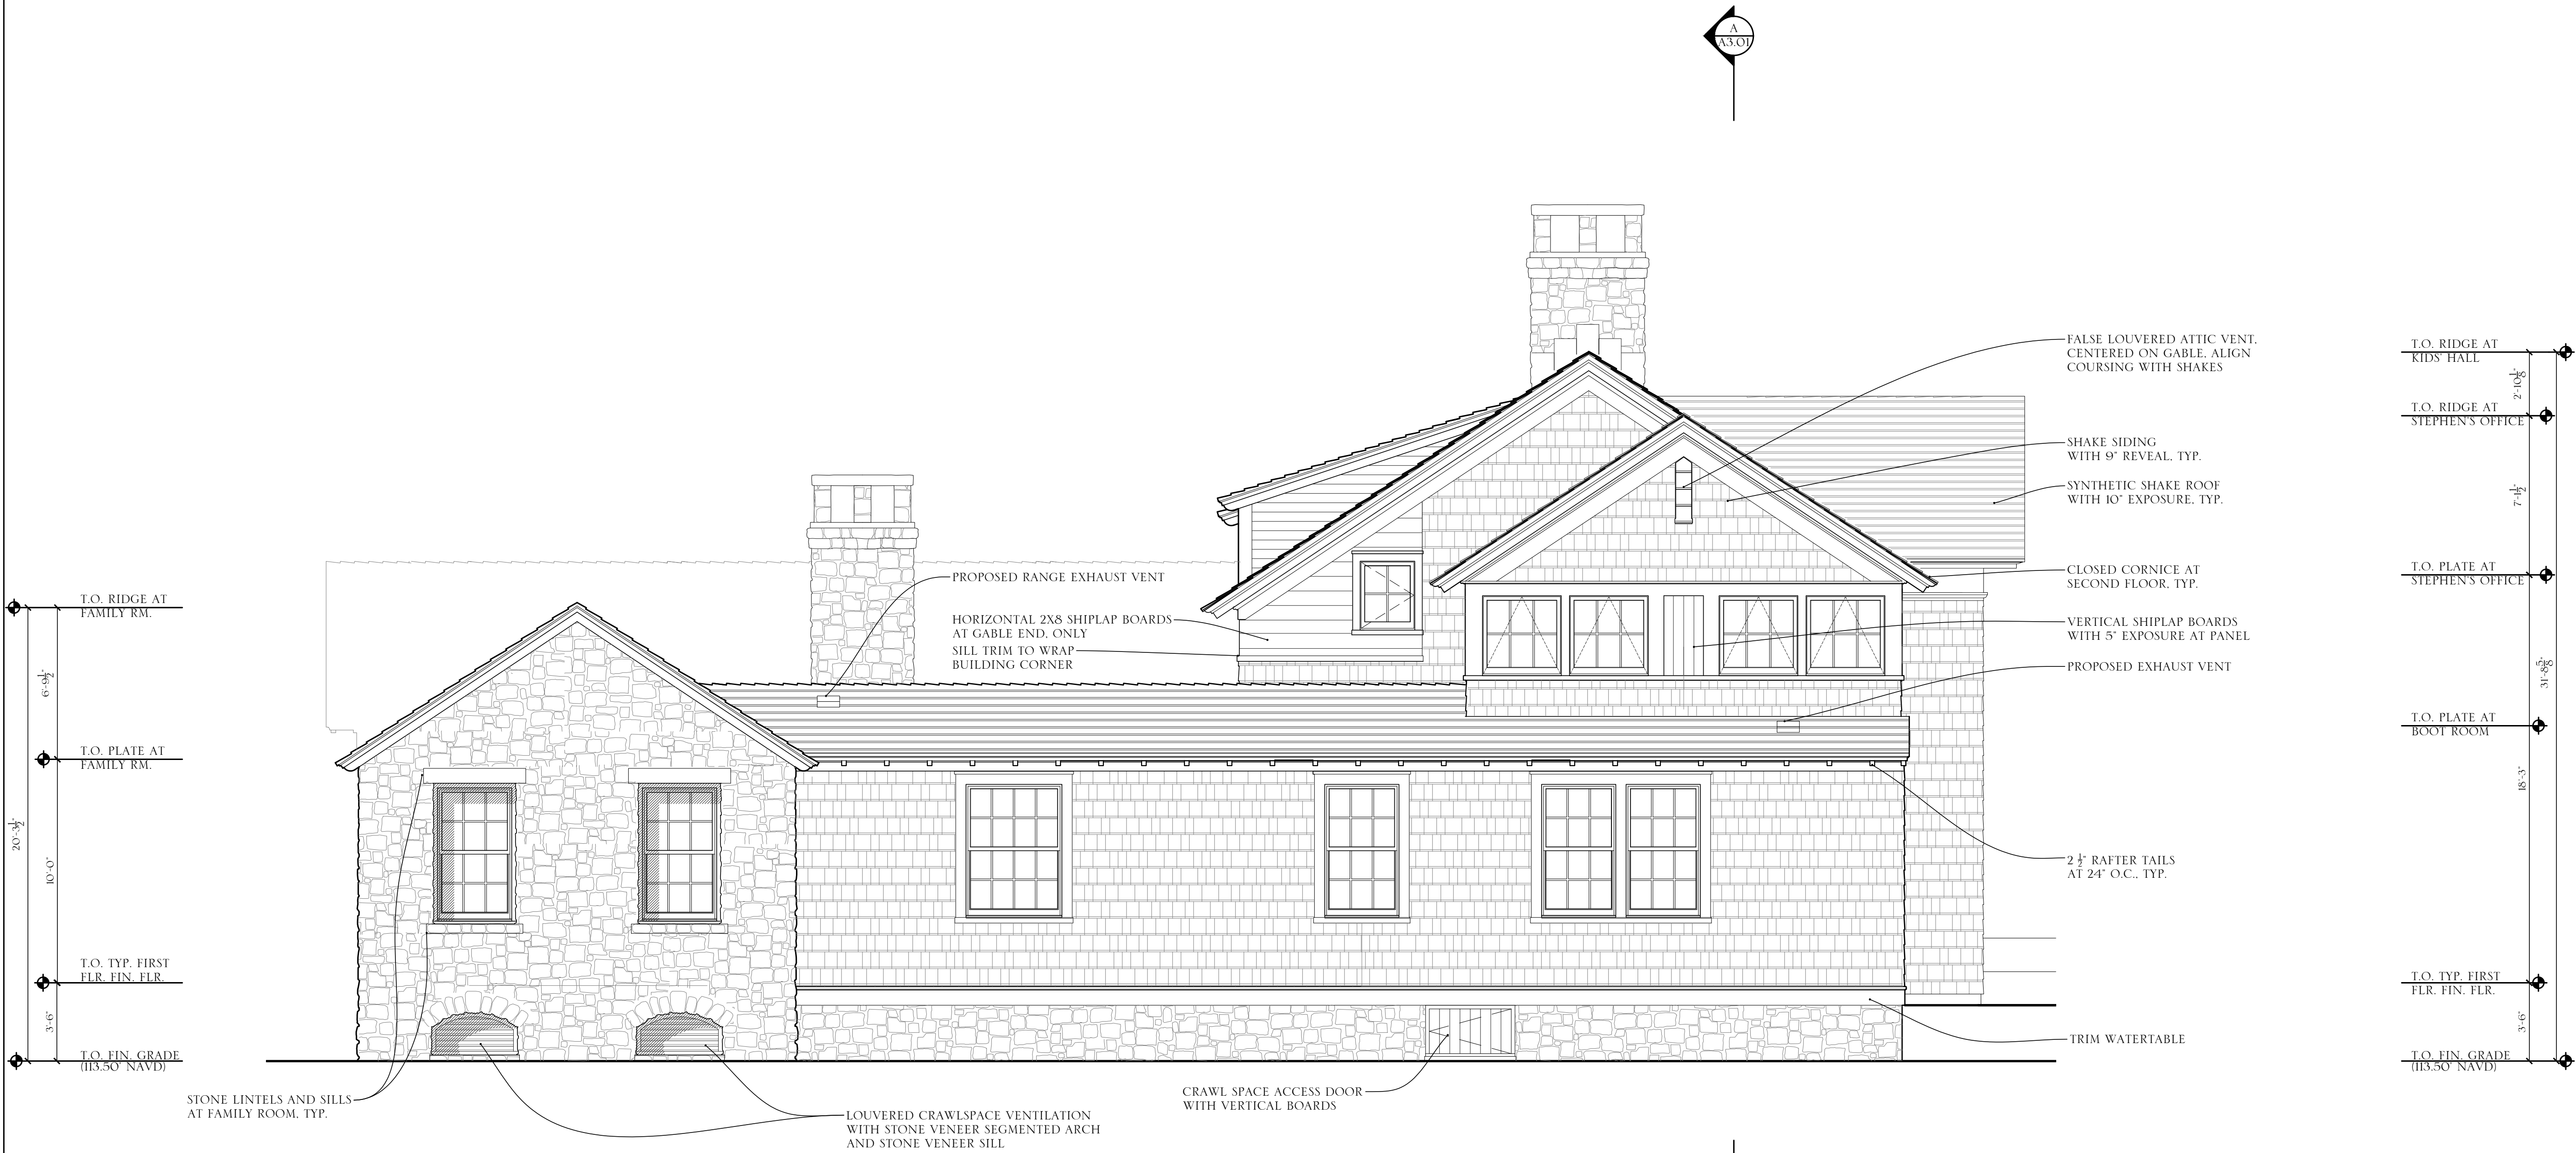 A
A3.01
T.O. RIDGE AT
FAMILY RM.
6'-9 1/2"
T.O. PLATE AT
FAMILY RM.
20'-3 1/2"
10'-0"
T.O. TYP. FIRST
FLR. FIN. FLR.
3'-6"
T.O. FIN. GRADE
(113.50' NAVD)
STONE LINTELS AND SILLS
AT FAMILY ROOM, TYP.
LOUVERED CRAWLSPACE VENTILATION
WITH STONE VENEER SEGMENTED ARCH
AND STONE VENEER SILL
CRAWL SPACE ACCESS DOOR
WITH VERTICAL BOARDS
PROPOSED RANGE EXHAUST VENT
HORIZONTAL 2X8 SHIPLAP BOARDS
AT GABLE END, ONLY
SILL TRIM TO WRAP
BUILDING CORNER
FALSE LOUVERED ATTIC VENT,
CENTERED ON GABLE, ALIGN
COURSING WITH SHAKES
SHAKE SIDING
WITH 9" REVEAL, TYP.
SYNTHETIC SHAKE ROOF
WITH 10" EXPOSURE, TYP.
CLOSED CORNICE AT
SECOND FLOOR, TYP.
VERTICAL SHIPLAP BOARDS
WITH 5" EXPOSURE AT PANEL
PROPOSED EXHAUST VENT
2 1/2" RAFTER TAILS
AT 24" O.C., TYP.
TRIM WATERTABLE
T.O. RIDGE AT
KIDS' HALL
2'-10 1/8"
T.O. RIDGE AT
STEPHEN'S OFFICE
7'-1 1/2"
T.O. PLATE AT
STEPHEN'S OFFICE
31'-8 5/8"
T.O. PLATE AT
BOOT ROOM
18'-3"
T.O. TYP. FIRST
FLR. FIN. FLR.
3'-6"
T.O. FIN. GRADE
(113.50' NAVD)